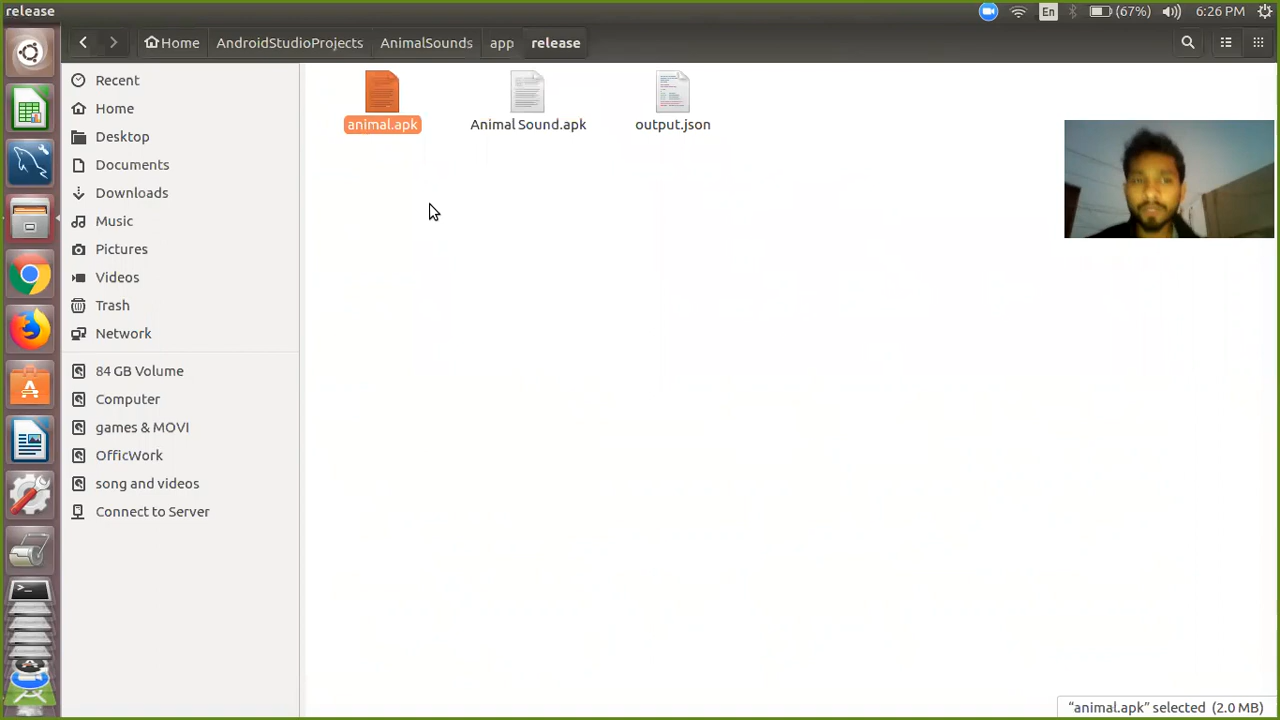 release
En
(67%)
6:26 PM
Home
AndroidStudioProjects
AnimalSounds
app
release
Recent
Home
Desktop
Documents
Downloads
Music
Pictures
Videos
Trash
Network
84 GB Volume
Computer
games & MOVI
OfficWork
song and videos
Connect to Server
animal.apk
Animal Sound.apk
output.json
“animal.apk” selected (2.0 MB)